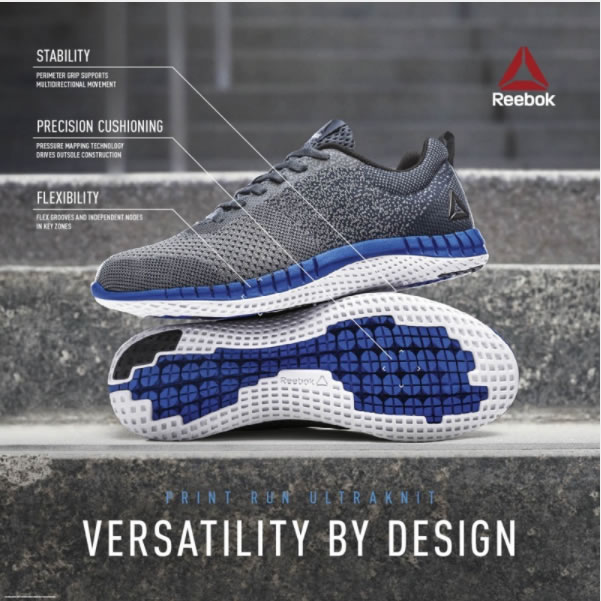 STABILITY
PERIMETER GRIP SUPPORTS
MULTIDIRECTIONAL MOVEMENT
Reebok
PRECISION CUSHIONING
PRESSURE MAPPING TECHNOLOGY
DRIVES OUTSOLE CONSTRUCTION
FLEXIBILITY
FLEX GROOVES AND INDEPENDENT NODES
IN KEY ZONES
Reebok
PRINT RUN ULTRAKNIT
VERSATILITY BY DESIGN